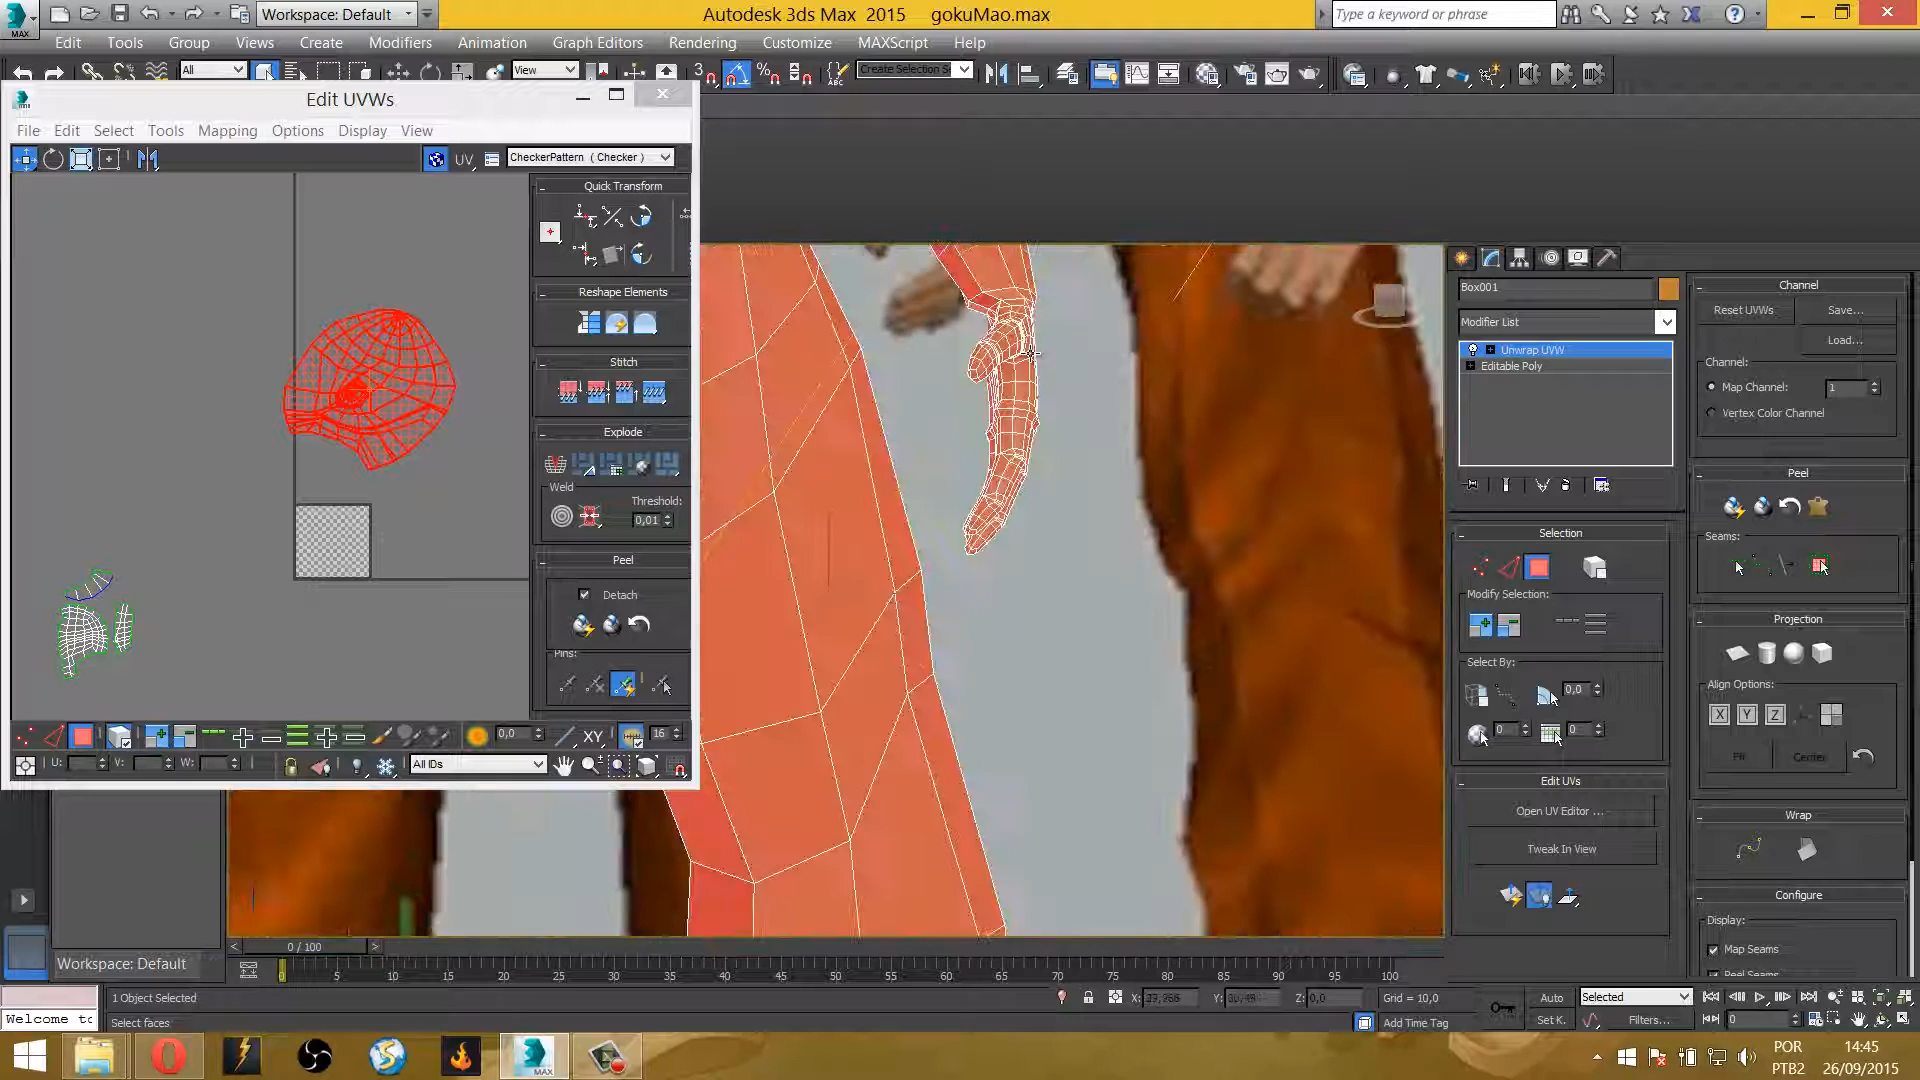 Workspace: Default
Autodesk 3ds Max 2015 gokuMao.max
Type a keyword or phrase
MAX
Edit Tools Group Views Create Modifiers Animation Graph Editors Rendering Customize MAXScript Help
All
View
3
Create Selection Se
Edit UVWs
File Edit Select Tools Mapping Options Display View
UV
CheckerPattern ( Checker )
Quick Transform
Reshape Elements
Stitch
Explode
Weld
Threshold:
0,01
Peel
Detach
Pins:
0,0
XY
16
U: V: W:
All IDs
Box001
Modifier List
Unwrap UVW
Editable Poly
Selection
Modify Selection:
Select By:
0,0
0
0
Edit UVs
Open UV Editor ...
Tweak In View
Channel
Reset UVWs
Save...
Load...
Channel:
Map Channel: 1
Vertex Color Channel
Peel
Seams:
Projection
Align Options:
X Y Z
Fit
Center
Wrap
Configure
Display:
Map Seams
Peel Seams
0 / 100
Workspace: Default
0 5 10 15 20 25 30 35 40 45 50 55 60 65 70 75 80 85 90 95 100
1 Object Selected
X:
Y:
Z: 0,0
Grid = 10,0
Auto
Selected
Welcome to
Select faces
Add Time Tag
Set K.
Filters...
0
MAX
POR
PTB2
14:45
26/09/2015